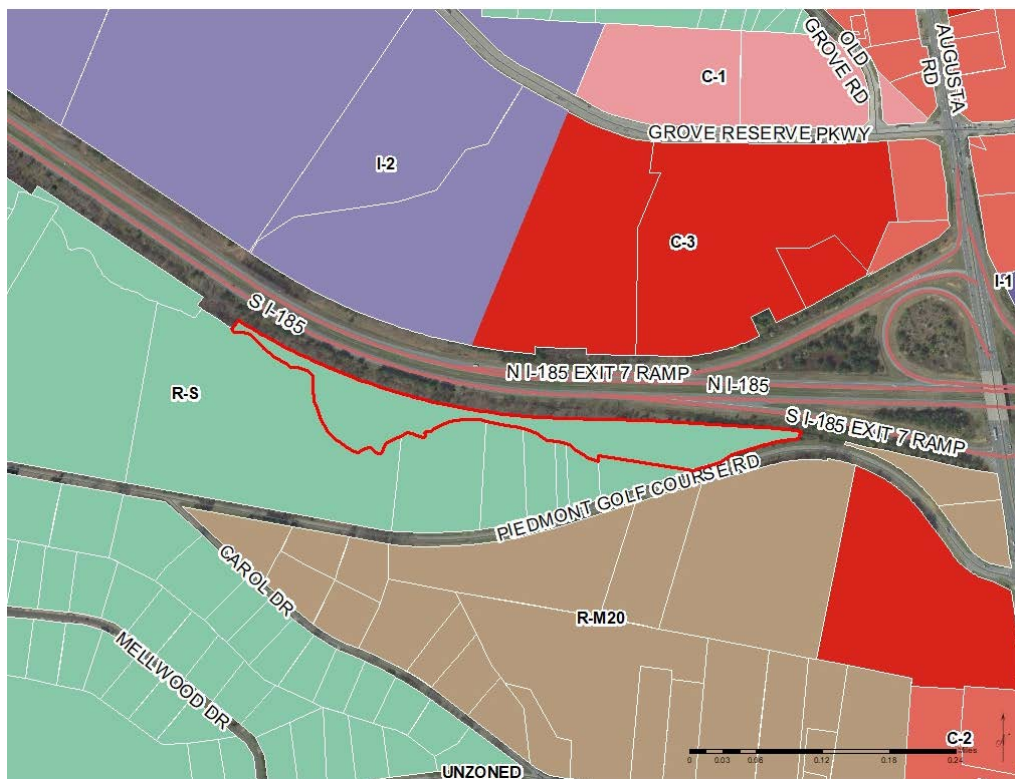 OLD GROVE RD
AUGUSTA RD
C-1
GROVE RESERVE PKWY
I-2
C-3
I-1
S I-185
N I-185 EXIT 7 RAMP
N I-185
S I-185 EXIT 7 RAMP
R-S
PIEDMONT GOLF COURSE RD
CAROL DR
R-M20
MELLWOOD DR
C-2
UNZONED
0 0.03 0.06 0.12 0.18 0.24